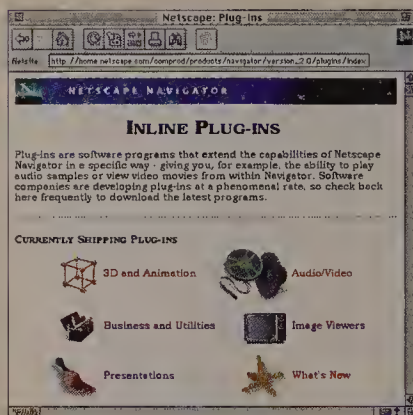 Netscape: Plug-Ins
Netsite: http://home.netscape.com/comprod/products/navigator/version_2.0/plugins/index
NETSCAPE NAVIGATOR
INLINE PLUG-INS
Plug-ins are software programs that extend the capabilities of Netscape
Navigator in a specific way - giving you, for example, the ability to play
audio samples or view video movies from within Navigator. Software
companies are developing plug-ins at a phenomenal rate, so check back
here frequently to download the latest programs.
CURRENTLY SHIPPING PLUG-INS
3D and Animation
Audio/Video
Business and Utilities
Image Viewers
Presentations
What's New